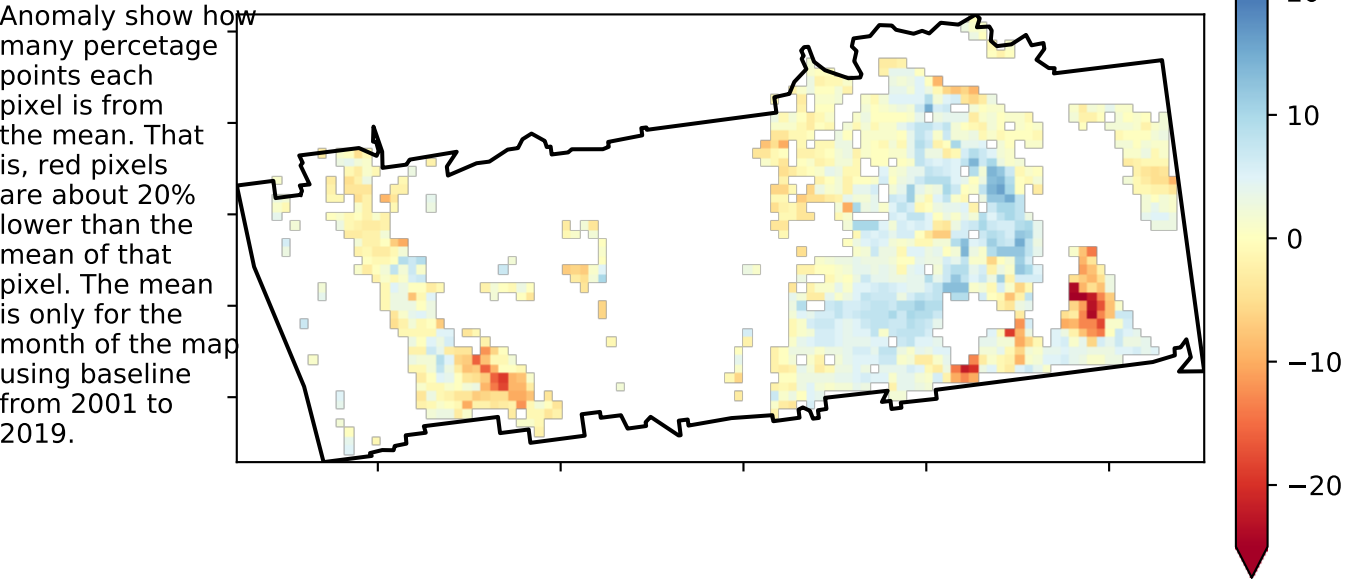 Anomaly show how
many percetage
points each
pixel is from
the mean. That
is, red pixels
are about 20%
lower than the
mean of that
pixel. The mean
is only for the
month of the map
using baseline
from 2001 to
2019.
10
0
−10
−20